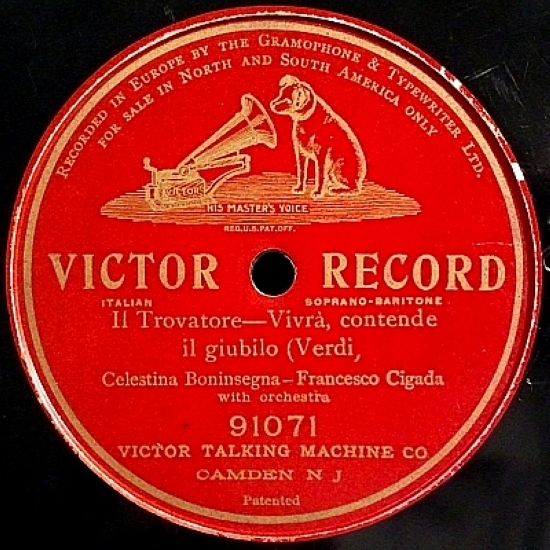 RECORDED IN EUROPE BY THE GRAMOPHONE & TYPEWRITER LTD.
FOR SALE IN NORTH AND SOUTH AMERICA ONLY
VICTOR
HIS MASTER'S VOICE
REG.U.S.PAT.OFF.
VICTOR RECORD
ITALIAN SOPRANO-BARITONE
Il Trovatore—Vivrà, contende
il giubilo (Verdi,
Celestina Boninsegna–Francesco Cigada
with orchestra
91071
VICTOR TALKING MACHINE CO
CAMDEN N J
Patented